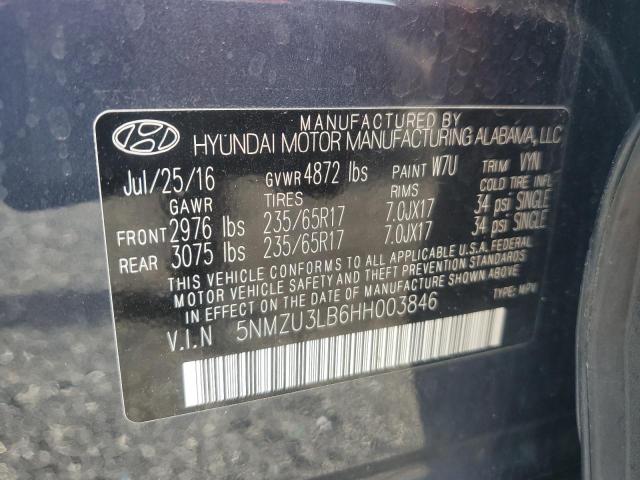 MANUFACTURED BY
HYUNDAI MOTOR MANUFACTURING ALABAMA, LLC
Jul/25/16 GVWR 4872 lbs PAINT W7U TRIM VYN
GAWR TIRES RIMS COLD TIRE INFL
FRONT 2976 lbs 235/65R17 7.0JX17 34 psi SINGLE
REAR 3075 lbs 235/65R17 7.0JX17 34 psi SINGLE
THIS VEHICLE CONFORMS TO ALL APPLICABLE U.S.A. FEDERAL
MOTOR VEHICLE SAFETY AND THEFT PREVENTION STANDARDS
IN EFFECT ON THE DATE OF MANUFACTURE SHOWN ABOVE.
V.I.N 5NMZU3LB6HH003846 TYPE: MPV